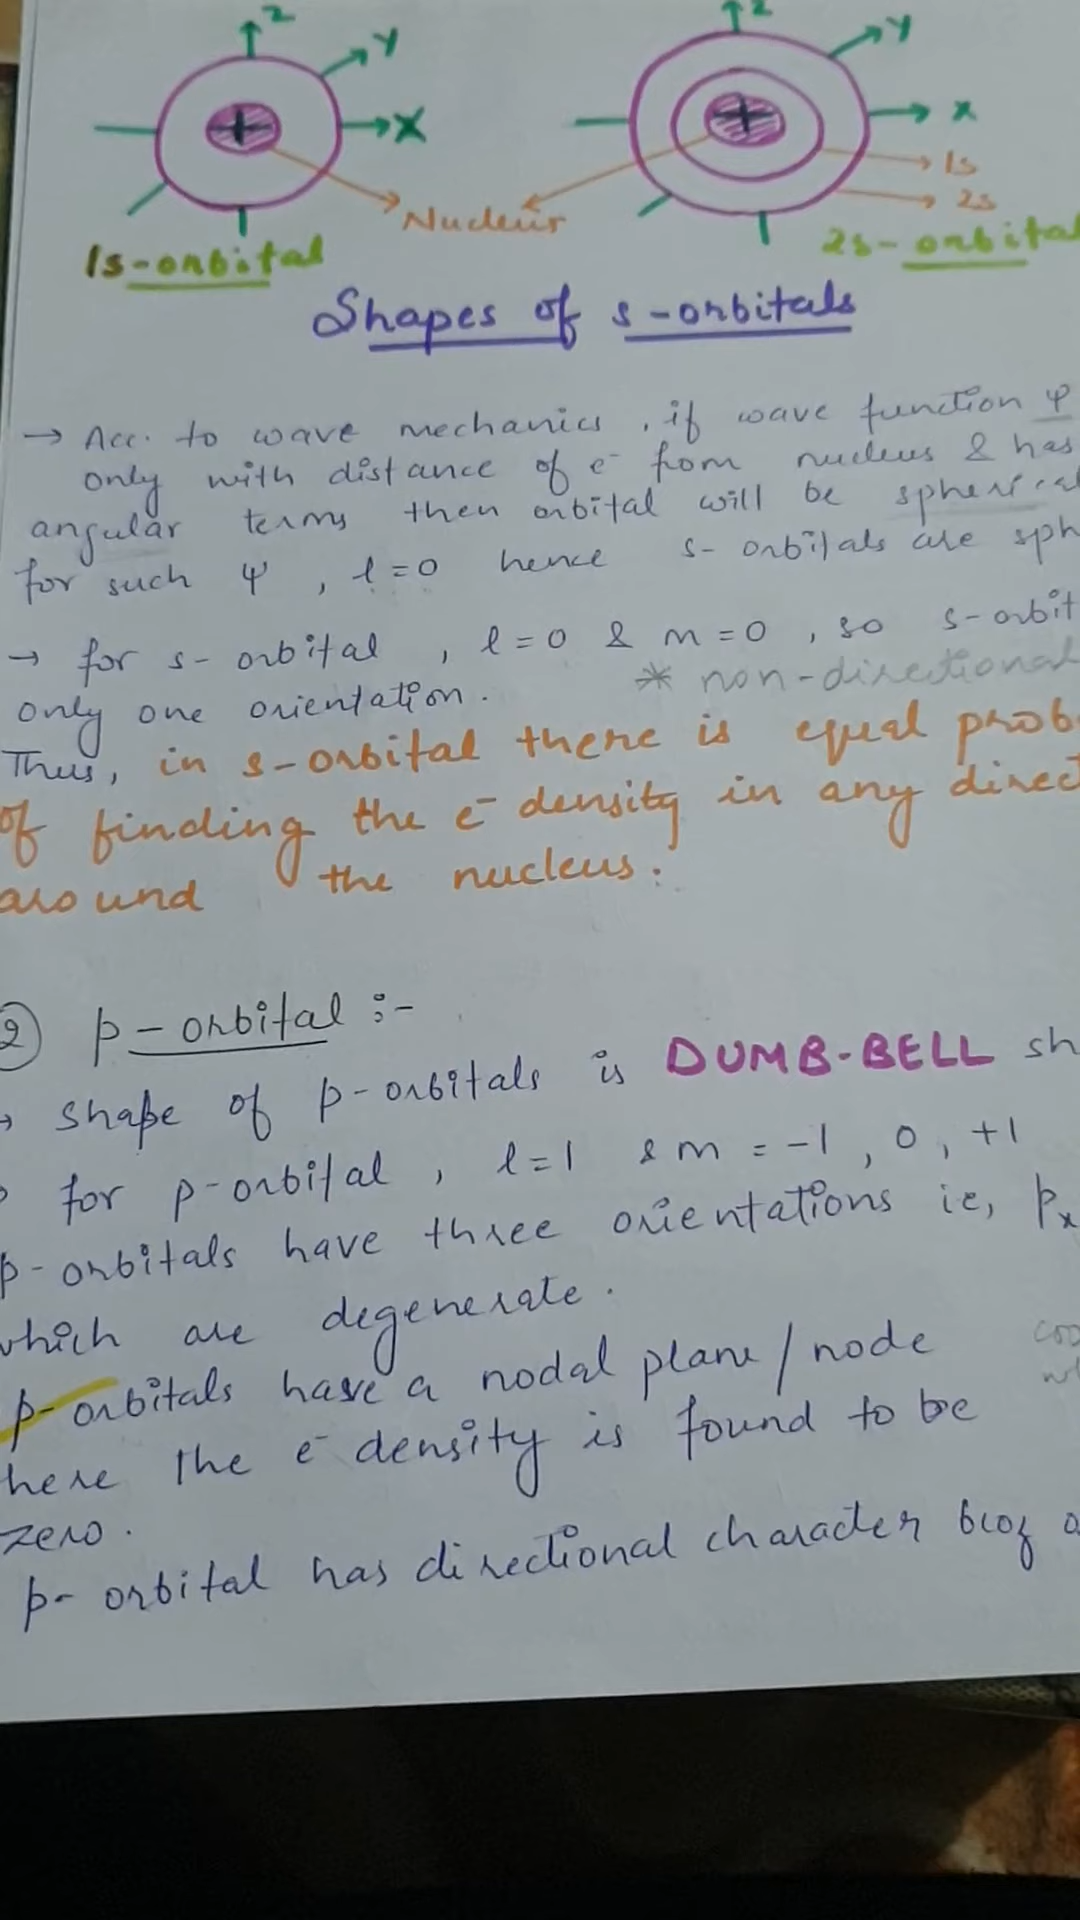 z z
Y Y
X x
1s
2s
Nucleus
1s-orbital 2s-orbital
Shapes of s-orbitals
→ Acc. to wave mechanics, if wave function ψ
only with distance of e⁻ from nucleus & has
angular terms then orbital will be spherical
for such ψ, l=0 hence s-orbitals are sph
→ for s-orbital, l=0 & m=0, so s-orbit
only one orientation. * non-directional
Thus, in s-orbital there is equal prob
of finding the e⁻ density in any direct
around the nucleus.
2 p-orbital :-
→ shape of p-orbitals is DUMB-BELL sh
for p-orbital, l=1 & m = -1, 0, +1
p-orbitals have three orientations ie, px
which are degenerate.
p-orbitals have a nodal plane/node
here the e⁻ density is found to be
zero.
p-orbital has directional character bcoz